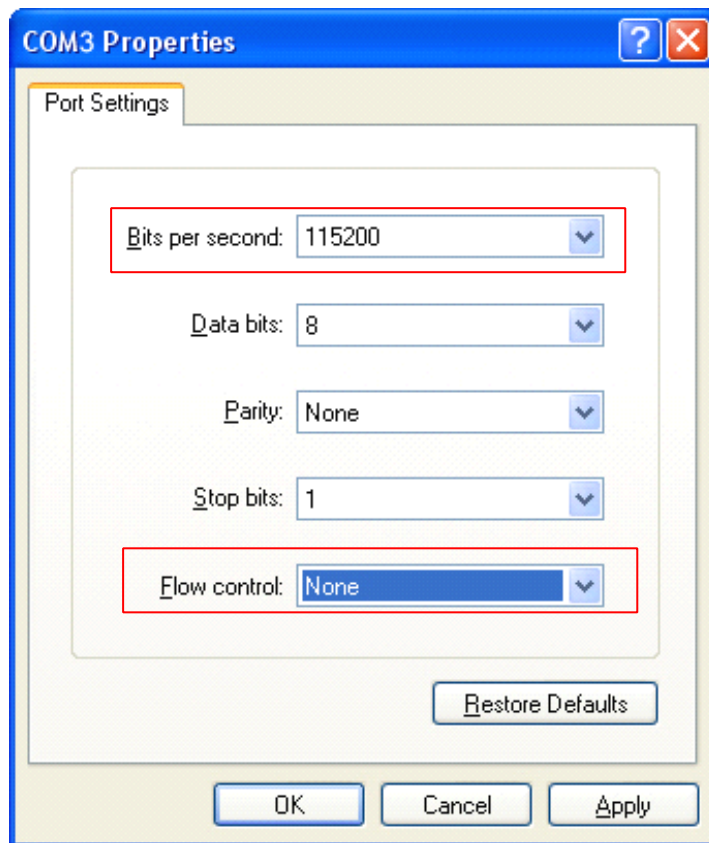 COM3 Properties
?
Port Settings
Bits per second: 115200
Data bits: 8
Parity: None
Stop bits: 1
Flow control: None
Restore Defaults
OK Cancel Apply